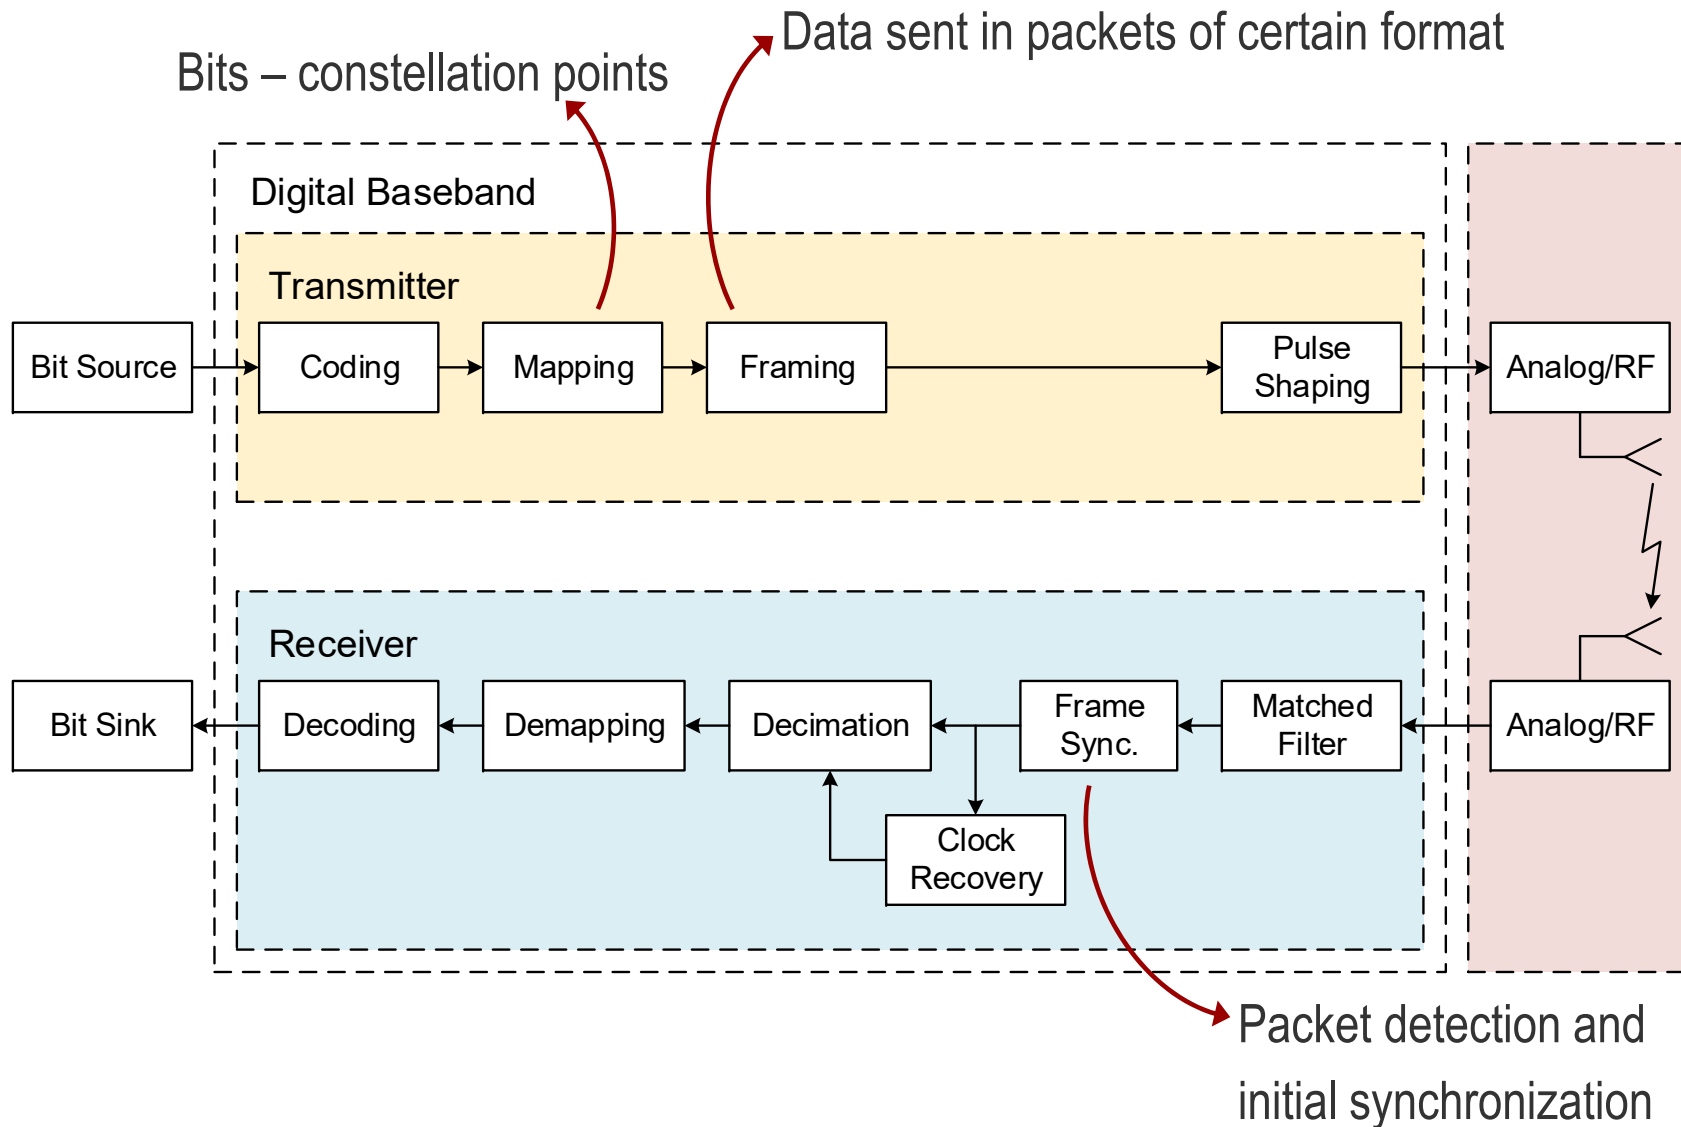 Data sent in packets of certain format
Bits – constellation points
Digital Baseband
Transmitter
Bit Source
Coding
Mapping
Framing
Pulse
Shaping
Analog/RF
Receiver
Bit Sink
Decoding
Demapping
Decimation
Frame
Sync.
Matched
Filter
Analog/RF
Clock
Recovery
Packet detection and
initial synchronization